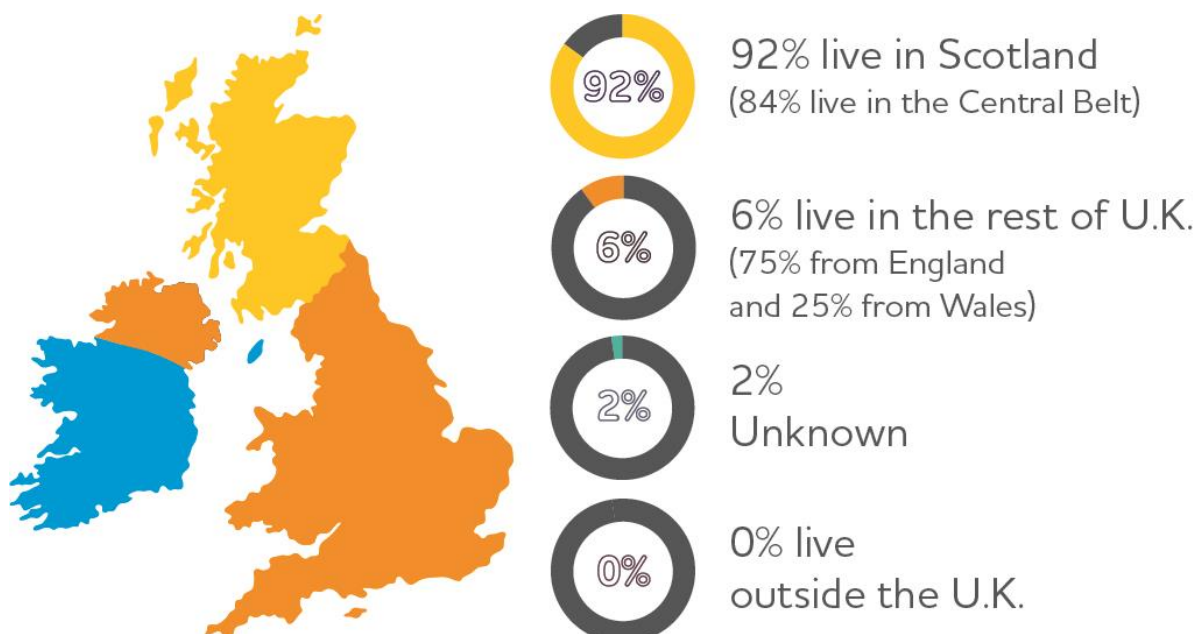 92%
92% live in Scotland
(84% live in the Central Belt)
6%
6% live in the rest of U.K.
(75% from England
and 25% from Wales)
2%
2%
Unknown
0%
0% live
outside the U.K.